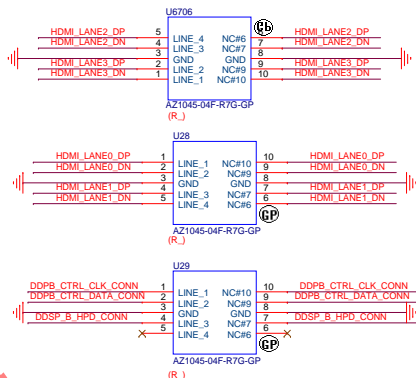 U6706
HDMI_LANE2_DP 5 LINE_4 NC#6 6 HDMI_LANE2_DP
HDMI_LANE2_DN 4 LINE_3 NC#7 7 HDMI_LANE2_DN
3 GND GND 8
HDMI_LANE3_DP 2 LINE_2 NC#9 9 HDMI_LANE3_DP
HDMI_LANE3_DN 1 LINE_1 NC#10 10 HDMI_LANE3_DN
AZ1045-04F-R7G-GP
(R_)
U28
HDMI_LANE0_DP 1 LINE_1 NC#10 10 HDMI_LANE0_DP
HDMI_LANE0_DN 2 LINE_2 NC#9 9 HDMI_LANE0_DN
3 GND GND 8
HDMI_LANE1_DP 4 LINE_3 NC#7 7 HDMI_LANE1_DP
HDMI_LANE1_DN 5 LINE_4 NC#6 6 HDMI_LANE1_DN
GP
AZ1045-04F-R7G-GP
(R_)
U29
DDPB_CTRL_CLK_CONN 1 LINE_1 NC#10 10 DDPB_CTRL_CLK_CONN
DDPB_CTRL_DATA_CONN 2 LINE_2 NC#9 9 DDPB_CTRL_DATA_CONN
3 GND GND 8
DDSP_B_HPD_CONN 4 LINE_3 NC#7 7 DDSP_B_HPD_CONN
5 LINE_4 NC#6 6
GP
AZ1045-04F-R7G-GP
(R_)